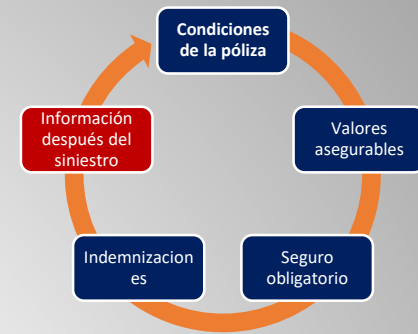 Condiciones
de la póliza
Valores
asegurables
Seguro
obligatorio
Indemnizacion
es
Información
después del
siniestro